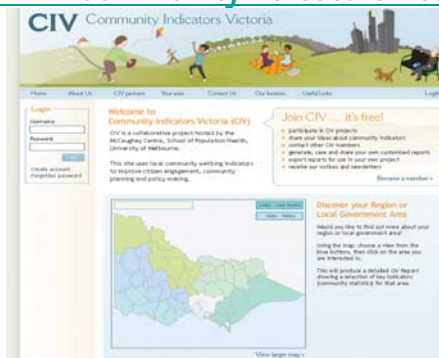 CIV Community Indicators Victoria
Home About Us CIV partners Your area Contact Us Our location Useful Links Login
Login
Username
Password
Create account
Forgotten password
Welcome to
Community Indicators Victoria (CIV)
CIV is a collaborative project hosted by the
McCaughey Centre, School of Population Health,
University of Melbourne.
This site uses local community wellbeing indicators
to improve citizen engagement, community
planning and policy making.
Join CIV ... it's free!
participate in CIV projects
share your ideas about community indicators
contact other CIV members
generate, save and share your own customised reports
export reports for use in your own project
receive our notices and newsletters
Become a member »
Discover your Region or
Local Government Area
Would you like to find out more about your
region or local government area?
Using the map: choose a view from the
blue buttons, then click on the area you
are interested in.
This will produce a detailed CIV Report
showing a selection of key indicators
(community statistics) for that area.
View larger map »